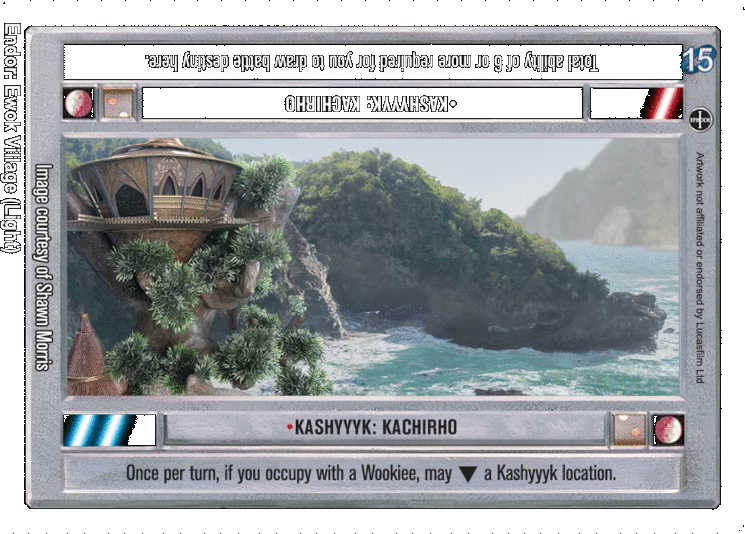 Total ability of 6 or more required for you to draw battle destiny here.
15
•KASHYYYK: KACHIRHO
EPISODE I
Endor: Ewok Village (Light)
Image courtesy of Shawn Morris
Artwork not affiliated or endorsed by Lucasfilm Ltd
•KASHYYYK: KACHIRHO
Once per turn, if you occupy with a Wookiee, may ▼ a Kashyyyk location.